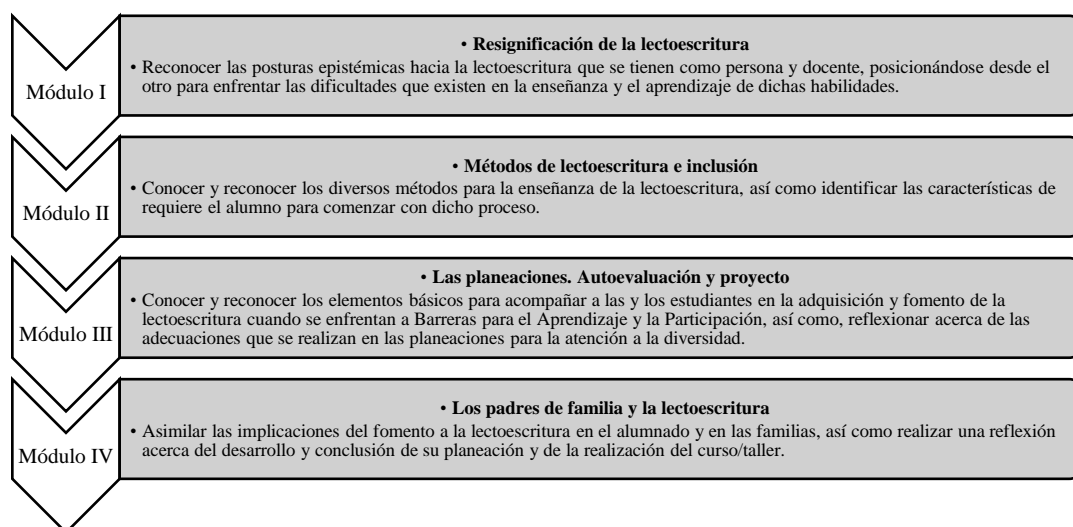 Módulo I
• Resignificación de la lectoescritura
• Reconocer las posturas epistémicas hacia la lectoescritura que se tienen como persona y docente, posicionándose desde el
otro para enfrentar las dificultades que existen en la enseñanza y el aprendizaje de dichas habilidades.
Módulo II
• Métodos de lectoescritura e inclusión
• Conocer y reconocer los diversos métodos para la enseñanza de la lectoescritura, así como identificar las características de
requiere el alumno para comenzar con dicho proceso.
Módulo III
• Las planeaciones. Autoevaluación y proyecto
• Conocer y reconocer los elementos básicos para acompañar a las y los estudiantes en la adquisición y fomento de la
lectoescritura cuando se enfrentan a Barreras para el Aprendizaje y la Participación, así como, reflexionar acerca de las
adecuaciones que se realizan en las planeaciones para la atención a la diversidad.
Módulo IV
• Los padres de familia y la lectoescritura
• Asimilar las implicaciones del fomento a la lectoescritura en el alumnado y en las familias, así como realizar una reflexión
acerca del desarrollo y conclusión de su planeación y de la realización del curso/taller.